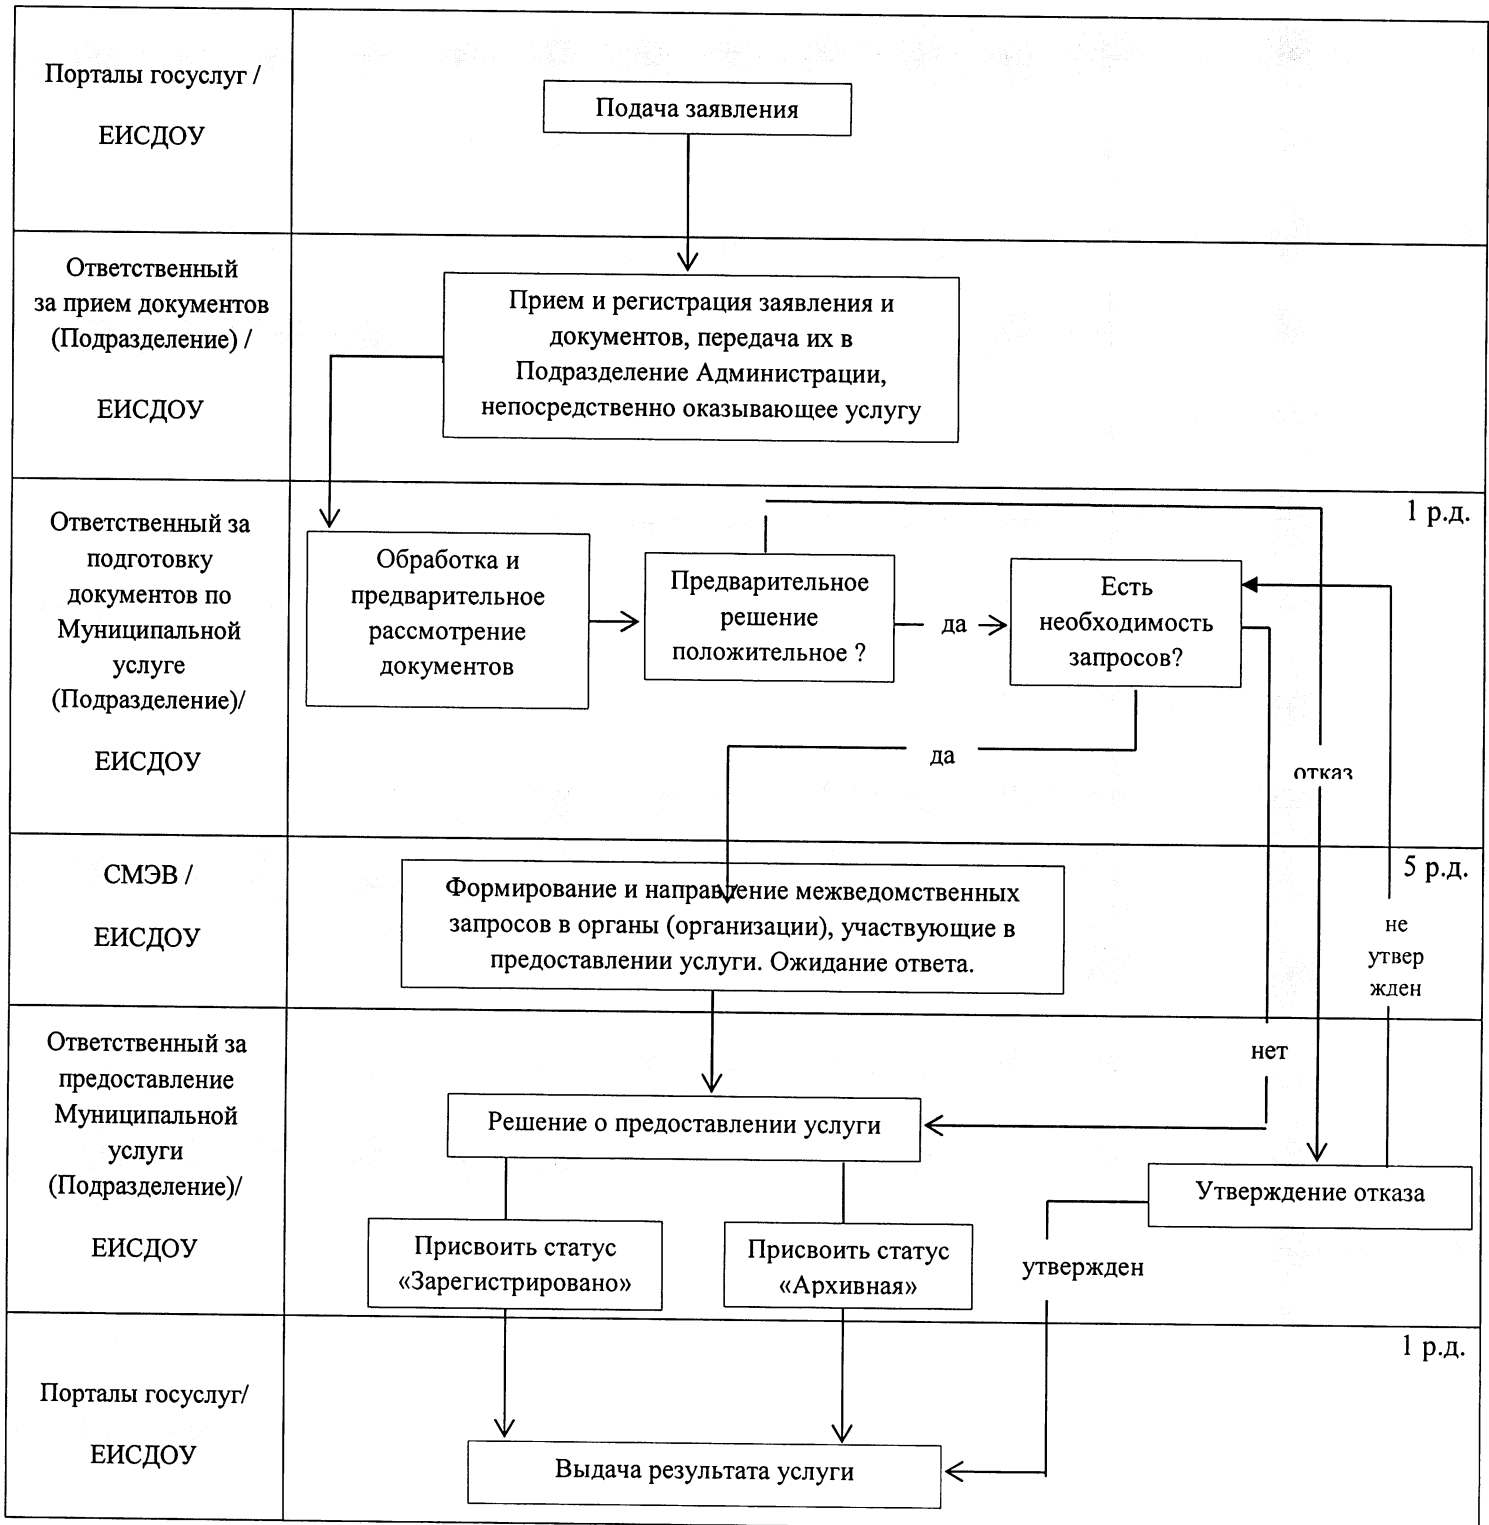 Порталы госуслуг /
ЕИСДОУ
Подача заявления
Ответственный
за прием документов
(Подразделение) /
ЕИСДОУ
Прием и регистрация заявления и
документов, передача их в
Подразделение Администрации,
непосредственно оказывающее услугу
Ответственный за
подготовку
документов по
Муниципальной
услуге
(Подразделение)/
ЕИСДОУ
1 р.д.
Обработка и
предварительное
рассмотрение
документов
Предварительное
решение
положительное ?
да
Есть
необходимость
запросов?
да
отказ
СМЭВ /
ЕИСДОУ
5 р.д.
Формирование и направление межведомственных
запросов в органы (организации), участвующие в
предоставлении услуги. Ожидание ответа.
не
утвер
жден
Ответственный за
предоставление
Муниципальной
услуги
(Подразделение)/
ЕИСДОУ
нет
Решение о предоставлении услуги
Утверждение отказа
Присвоить статус
«Зарегистрировано»
Присвоить статус
«Архивная»
утвержден
Порталы госуслуг/
ЕИСДОУ
1 р.д.
Выдача результата услуги